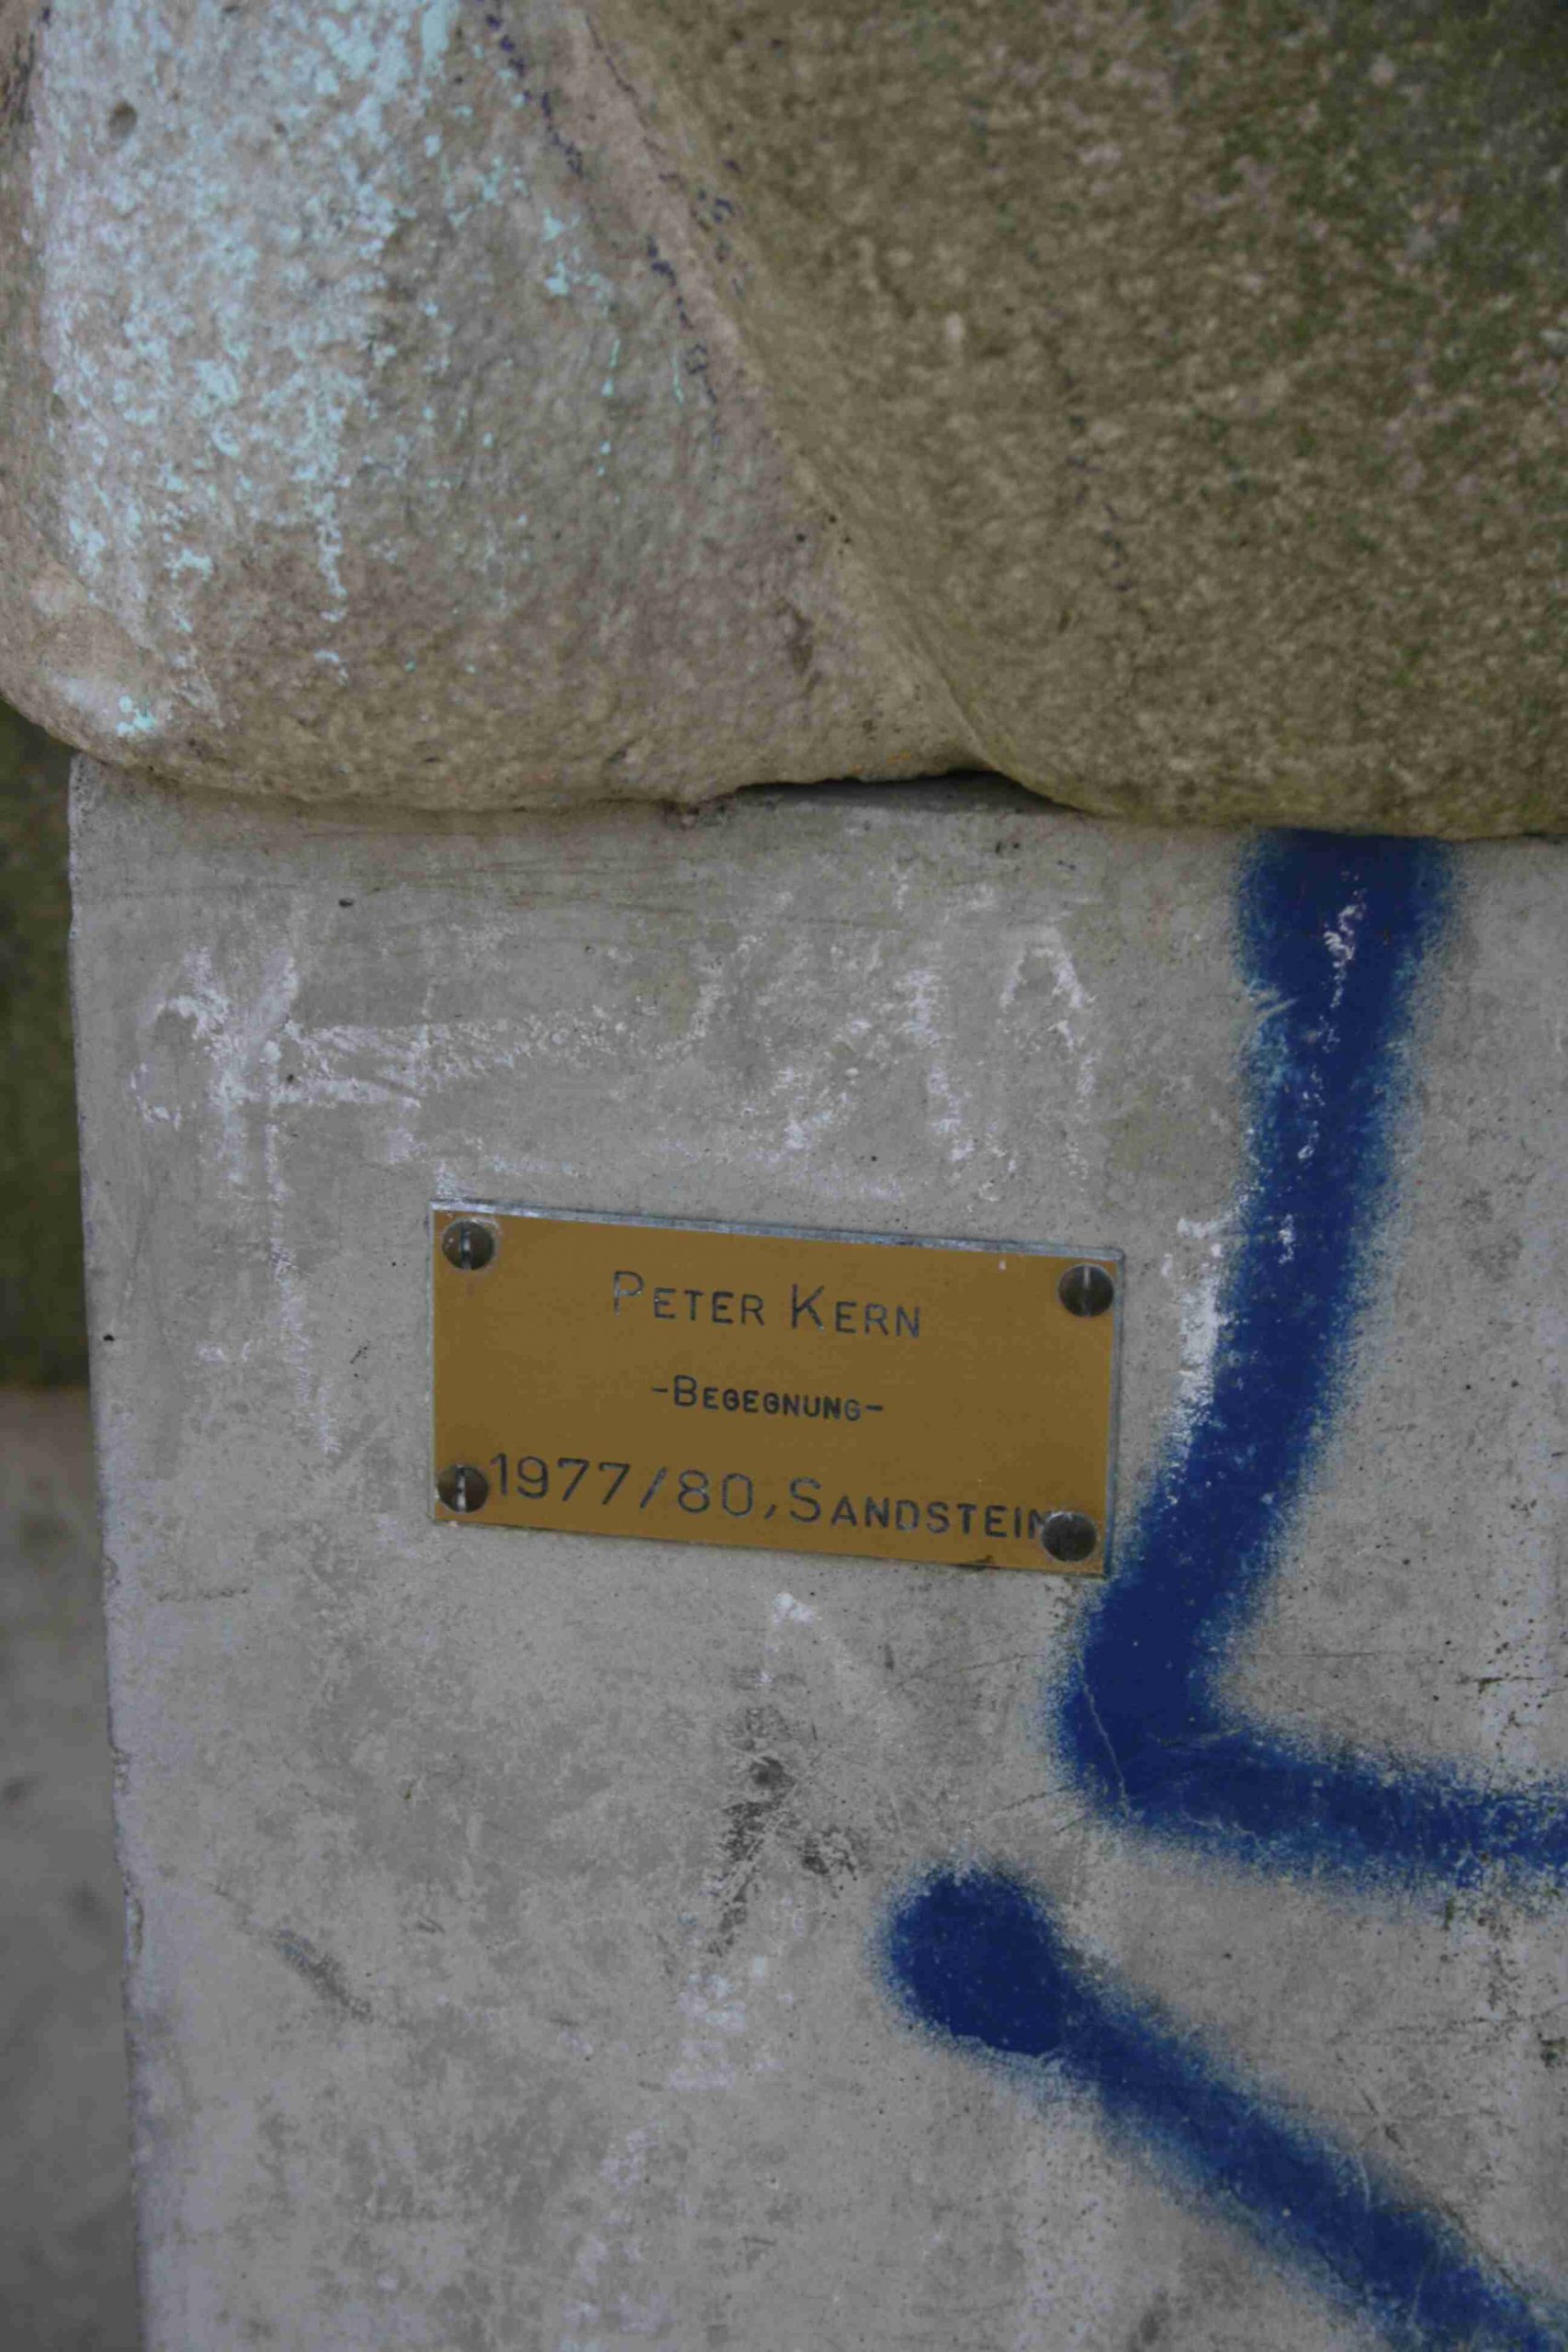 PETER KERN
-BEGEGNUNG-
1977/80, SANDSTEIN